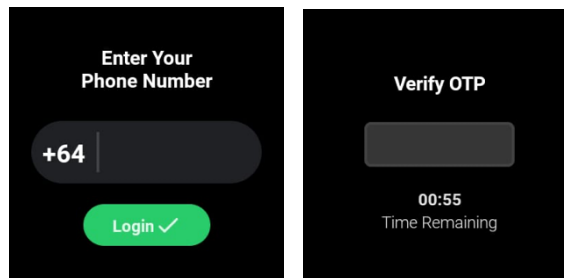 Enter Your
Phone Number
+64
Login
Verify OTP
00:55
Time Remaining